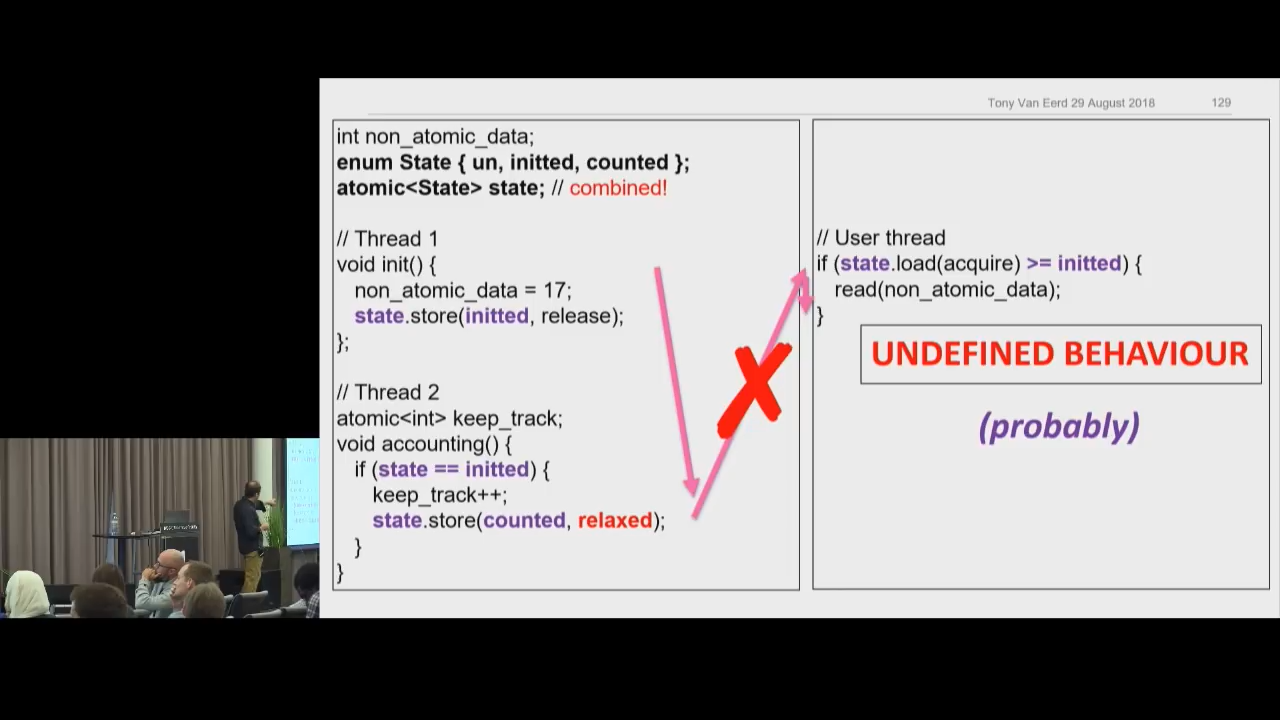 Tony Van Eerd 29 August 2018 129
int non_atomic_data;
enum State { un, initted, counted };
atomic<State> state; // combined!
// Thread 1
void init() {
non_atomic_data = 17;
state.store(initted, release);
};
// Thread 2
atomic<int> keep_track;
void accounting() {
if (state == initted) {
keep_track++;
state.store(counted, relaxed);
}
}
// User thread
if (state.load(acquire) >= initted) {
read(non_atomic_data);
}
UNDEFINED BEHAVIOUR
(probably)